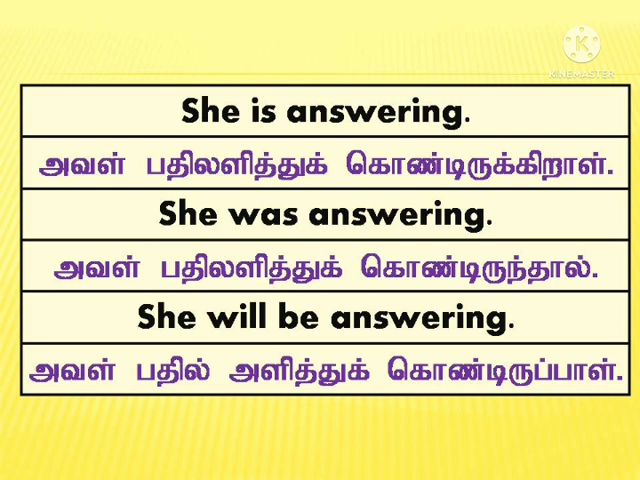 KINEMASTER
She is answering.
அவள் பதிலளித்துக் கொண்டிருக்கிறாள்.
She was answering.
அவள் பதிலளித்துக் கொண்டிருந்தால்.
She will be answering.
அவள் பதில் அளித்துக் கொண்டிருப்பாள்.